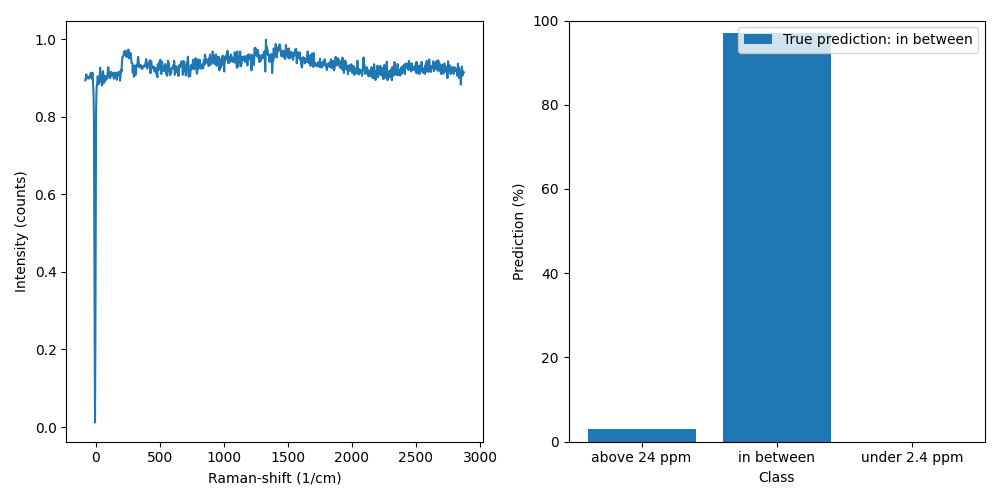 1.0
0.8
0.6
0.4
0.2
0.0
Intensity (counts)
0 500 1000 1500 2000 2500 3000
Raman-shift (1/cm)
100
80
60
40
20
0
Prediction (%)
True prediction: in between
above 24 ppm in between under 2.4 ppm
Class